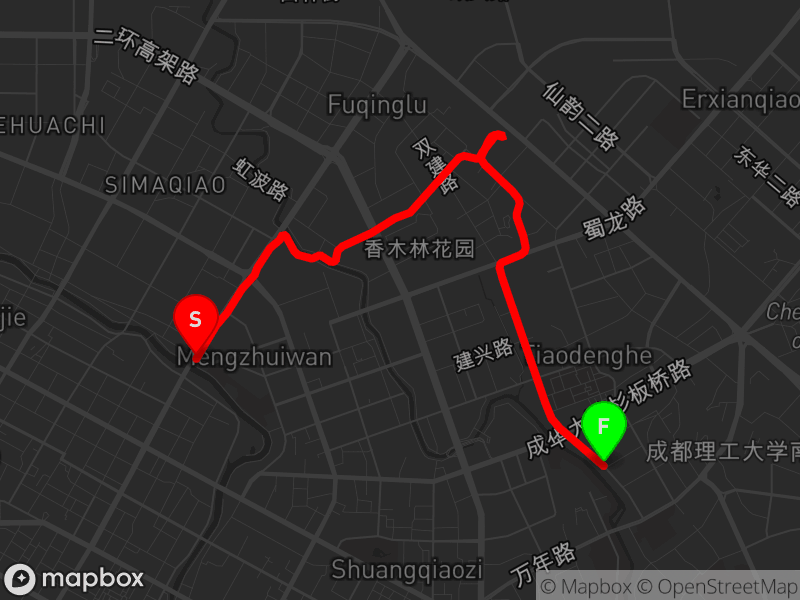 二环高架路
Fuqinglu
仙韵二路
Erxianqiao
EHUACHI
双建路
东华二路
SIMAQIAO
虹波路
蜀龙路
香木林花园
jie
S
Che
Mengzhuiwan
建兴路
Tiaodenghe
杉板桥路
F
成华大
成都理工大学南
Shuangqiaozi
万年路
mapbox
© Mapbox © OpenStreetMap